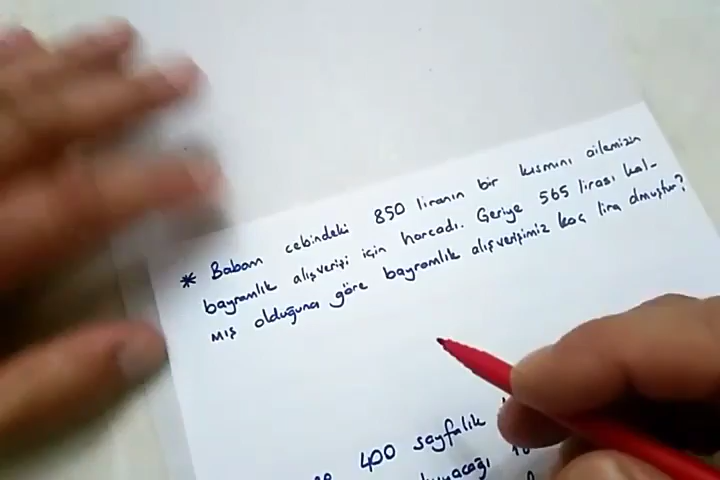 * Babam cebindeki 850 liranın bir kısmını ailemizin
bayramlık alışverişi için harcadı. Geriye 565 lirası kal-
mış olduğuna göre bayramlık alışverişimiz kaç lira olmuştur?
400 sayfalık